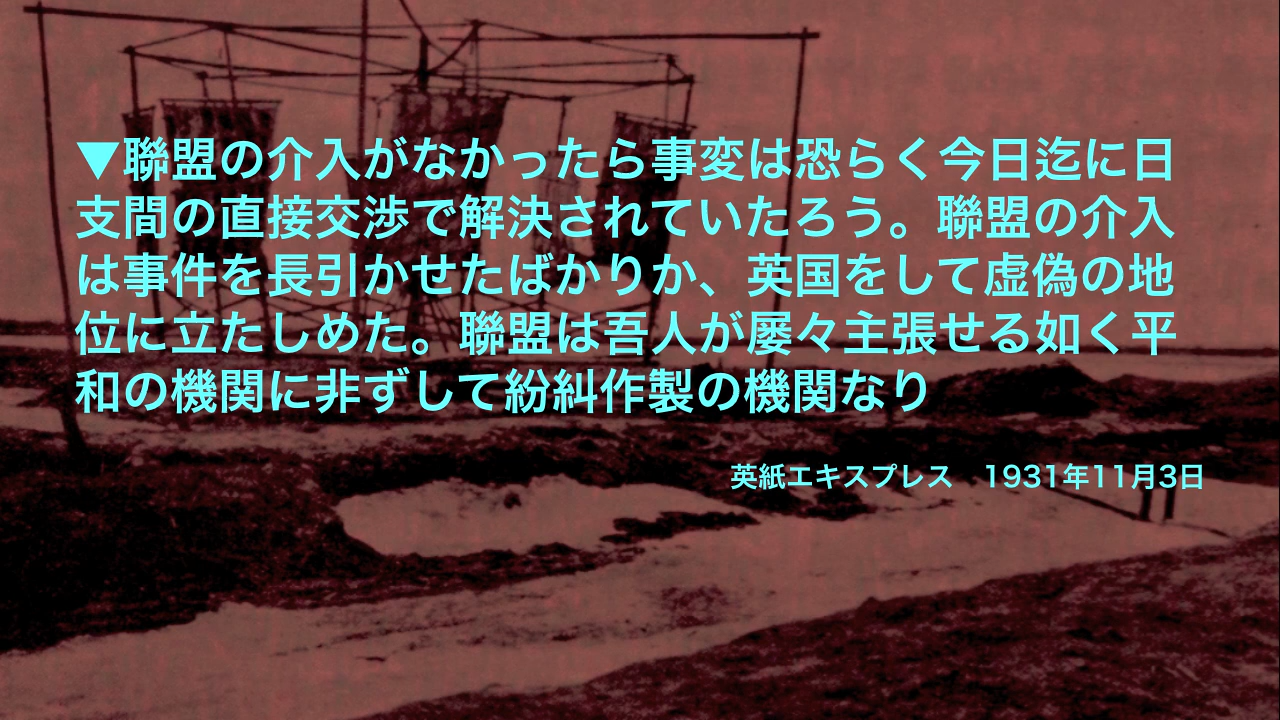 ▼聯盟の介入がなかったら事変は恐らく今日迄に日
支間の直接交渉で解決されていたろう。聯盟の介入
は事件を長引かせたばかりか、英国をして虚偽の地
位に立たしめた。聯盟は吾人が屡々主張せる如く平
和の機関に非ずして紛糾作製の機関なり
英紙エキスプレス　1931年11月3日